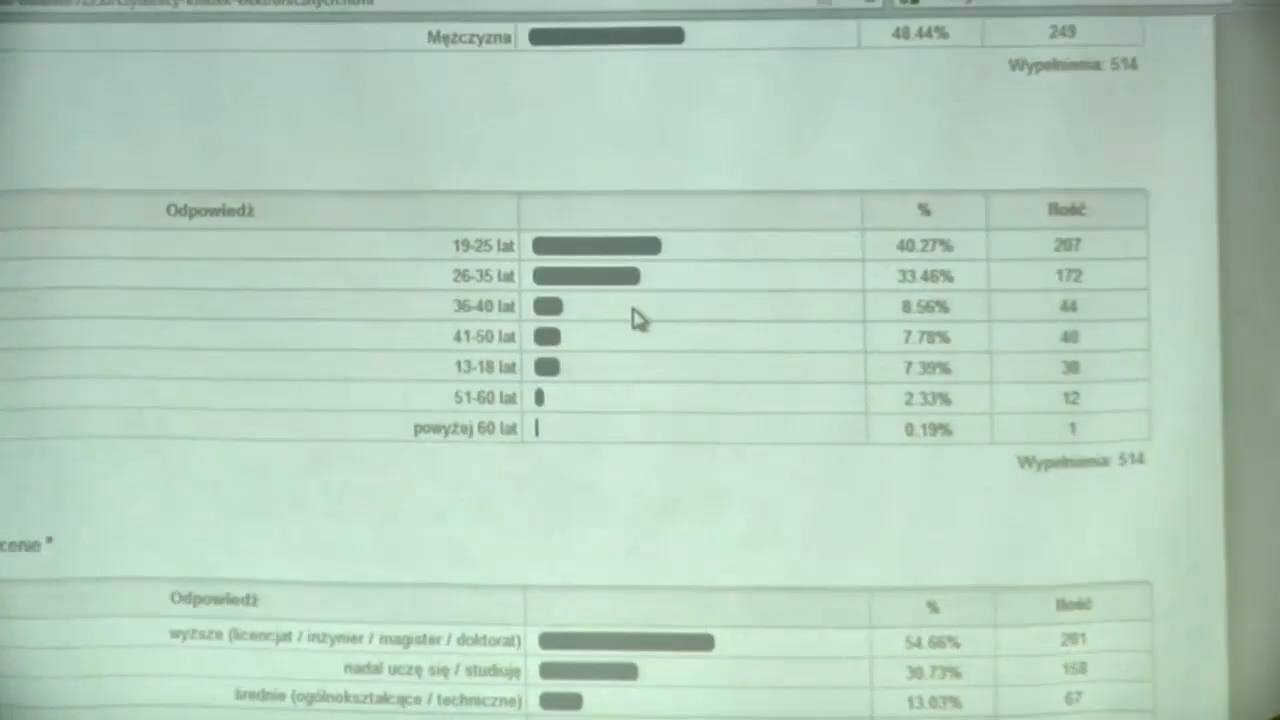 Mężczyzna 48.44% 249
Wypełnienia: 514
Odpowiedź % Ilość
19-25 lat 40.27% 207
26-35 lat 33.46% 172
36-40 lat 8.56% 44
41-50 lat 7.78% 40
13-18 lat 7.39% 38
51-60 lat 2.33% 12
powyżej 60 lat 0.19% 1
Wypełnienia: 514
cenie *
Odpowiedź % Ilość
wyższe (licencjat / inżynier / magister / doktorat) 54.66% 281
nadal uczę się / studiuję 30.73% 158
średnie (ogólnokształcące / techniczne) 13.03% 67